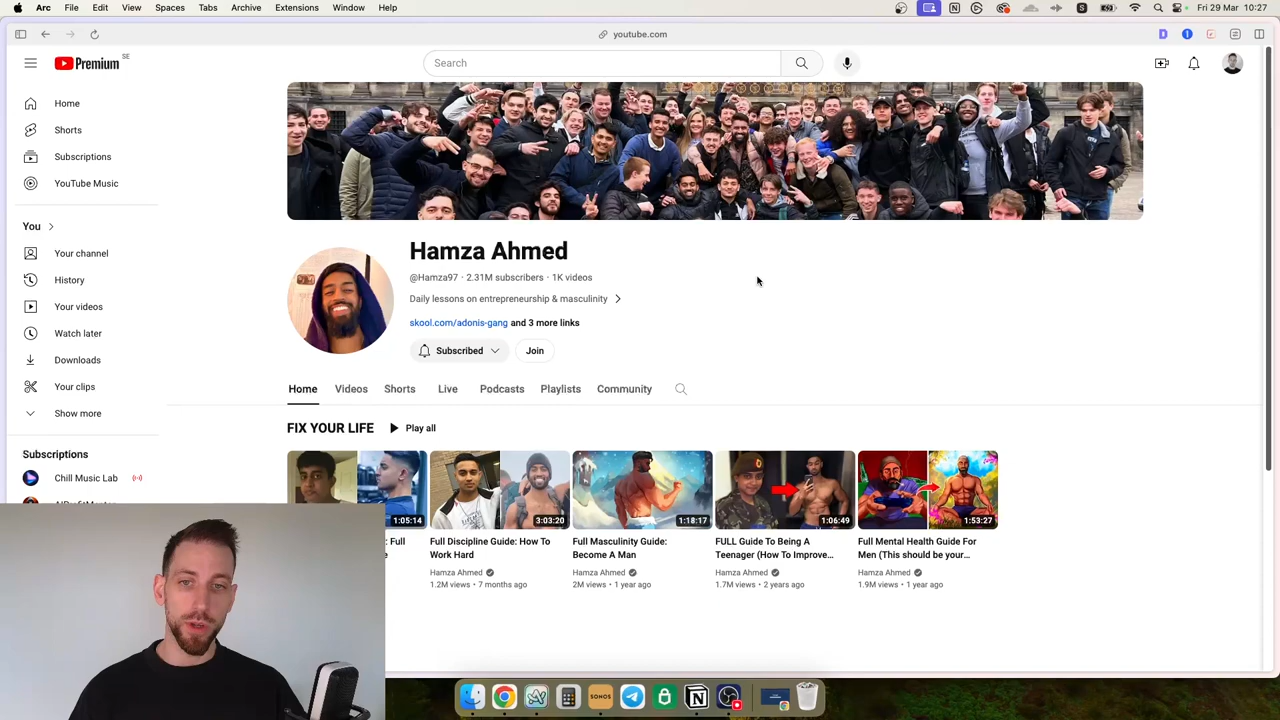 Arc File Edit View Spaces Tabs Archive Extensions Window Help
Fri 29 Mar 10:27
youtube.com
Premium SE
Search
Home
Shorts
Subscriptions
YouTube Music
You
Your channel
History
Your videos
Watch later
Downloads
Your clips
Show more
Subscriptions
Chill Music Lab
Hamza Ahmed
@Hamza97 · 2.31M subscribers · 1K videos
Daily lessons on entrepreneurship & masculinity
skool.com/adonis-gang and 3 more links
Subscribed
Join
Home Videos Shorts Live Podcasts Playlists Community
FIX YOUR LIFE
Play all
1:05:14
3:03:20
1:18:17
1:06:49
1:53:27
: Full
Full Discipline Guide: How To
Work Hard
Hamza Ahmed
1.2M views • 7 months ago
Full Masculinity Guide:
Become A Man
Hamza Ahmed
2M views • 1 year ago
FULL Guide To Being A
Teenager (How To Improve...
Hamza Ahmed
1.7M views • 2 years ago
Full Mental Health Guide For
Men (This should be your...
Hamza Ahmed
1.9M views • 1 year ago
SONOS